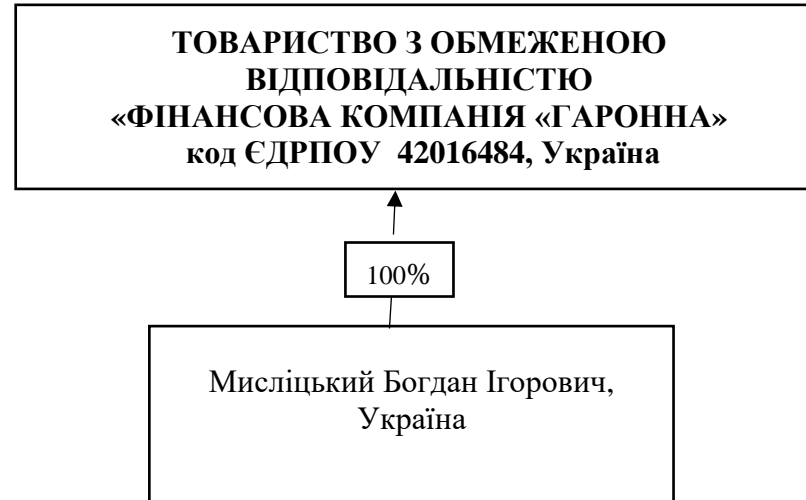 ТОВАРИСТВО З ОБМЕЖЕНОЮ
ВІДПОВІДАЛЬНІСТЮ
«ФІНАНСОВА КОМПАНІЯ «ГАРОННА»
код ЄДРПОУ 42016484, Україна
100%
Мисліцький Богдан Ігорович,
Україна